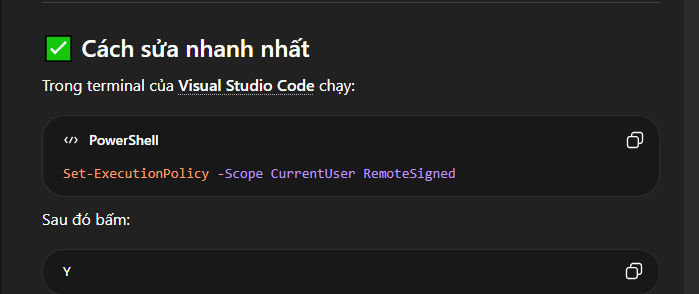 ✅ Cách sửa nhanh nhất
Trong terminal của Visual Studio Code chạy:
</> PowerShell
Set-ExecutionPolicy -Scope CurrentUser RemoteSigned
Sau đó bấm:
Y